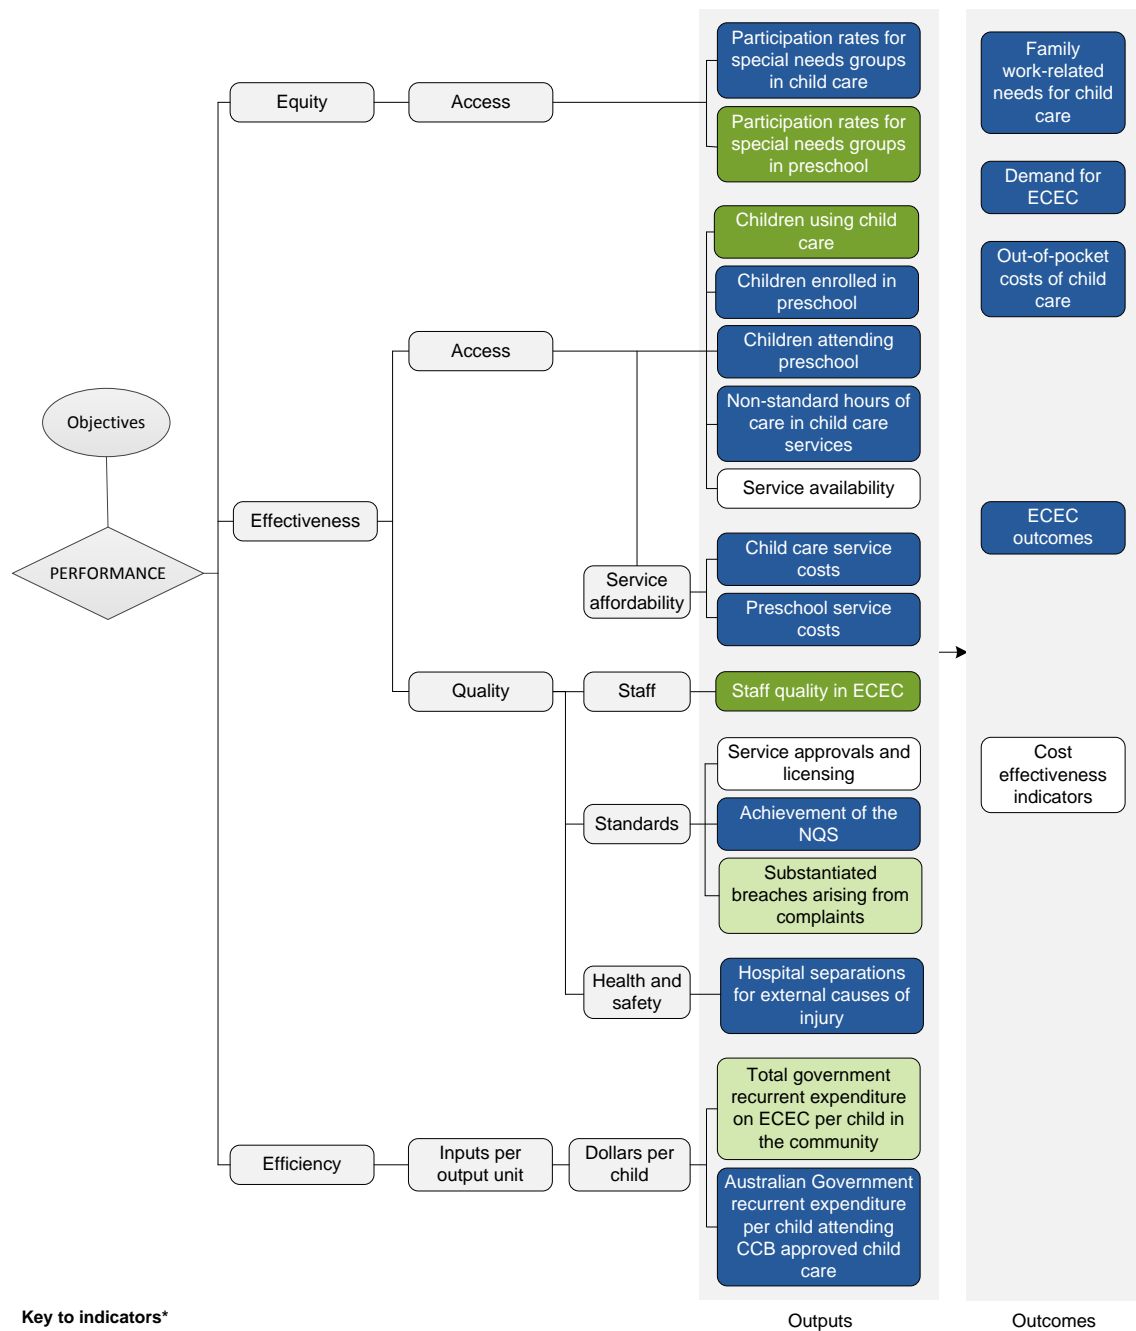 Objectives
PERFORMANCE
Equity
Access
Participation rates for
special needs groups
in child care
Participation rates for
special needs groups
in preschool
Effectiveness
Access
Children using child
care
Children enrolled in
preschool
Children attending
preschool
Non-standard hours of
care in child care
services
Service availability
Service
affordability
Child care service
costs
Preschool service
costs
Quality
Staff
Staff quality in ECEC
Standards
Service approvals and
licensing
Achievement of the
NQS
Substantiated
breaches arising from
complaints
Health and
safety
Hospital separations
for external causes of
injury
Efficiency
Inputs per
output unit
Dollars per
child
Total government
recurrent expenditure
on ECEC per child in
the community
Australian Government
recurrent expenditure
per child attending
CCB approved child
care
Family
work-related
needs for child
care
Demand for
ECEC
Out-of-pocket
costs of child
care
ECEC
outcomes
Cost
effectiveness
indicators
Key to indicators*
Outputs
Outcomes